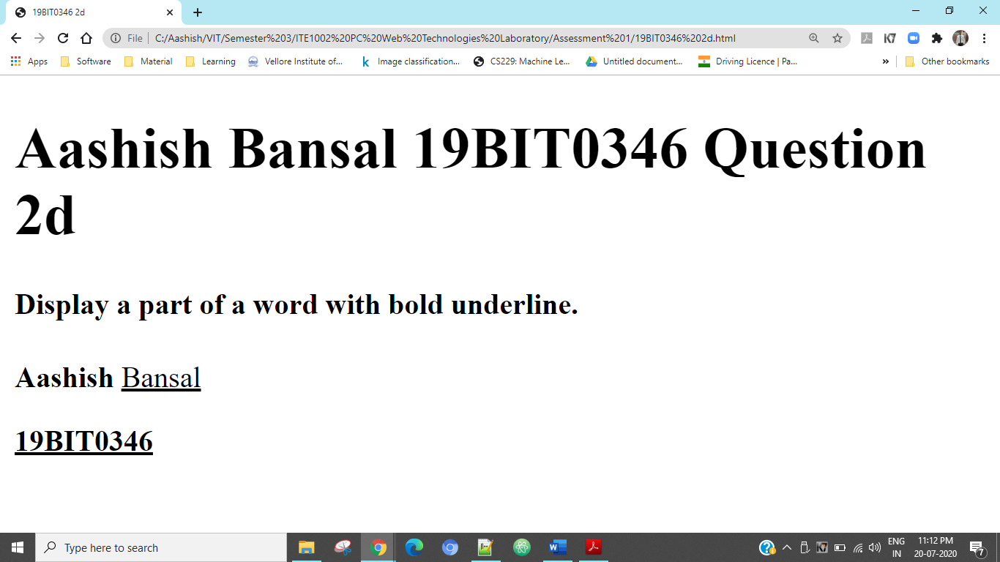 19BIT0346 2d
File
C:/Aashish/VIT/Semester%203/ITE1002%20PC%20Web%20Technologies%20Laboratory/Assessment%201/19BIT0346%202d.html
Apps Software Material Learning Vellore Institute of... k Image classification... CS229: Machine Le... Untitled document... Driving Licence | Pa... » Other bookmarks
Aashish Bansal 19BIT0346 Question
2d
Display a part of a word with bold underline.
Aashish Bansal
19BIT0346
Type here to search
ENG
IN
11:12 PM
20-07-2020
7